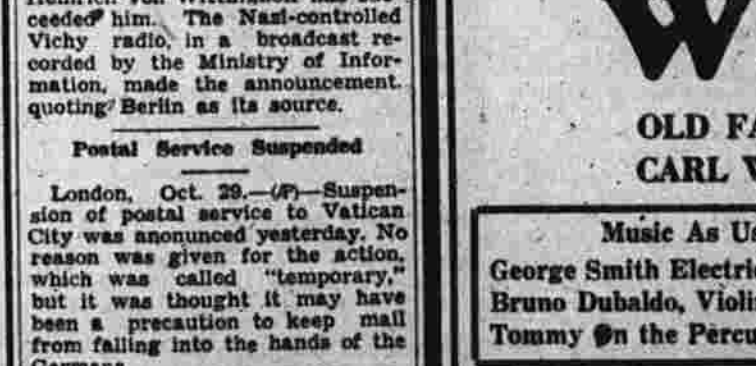 ceeded him. The Nazi-controlled
Vichy radio, in a broadcast re-
corded by the Ministry of Infor-
mation, made the announcement,
quoting Berlin as its source.
Postal Service Suspended
London, Oct. 29.—(AP)—Suspen-
sion of postal service to Vatican
City was anonunced yesterday. No
reason was given for the action,
which was called "temporary,"
but it was thought it may have
been a precaution to keep mail
from falling into the hands of the
W
OLD FA
CARL
Music As Us
George Smith Electri
Bruno Dubaldo, Viol
Tommy On the Percu